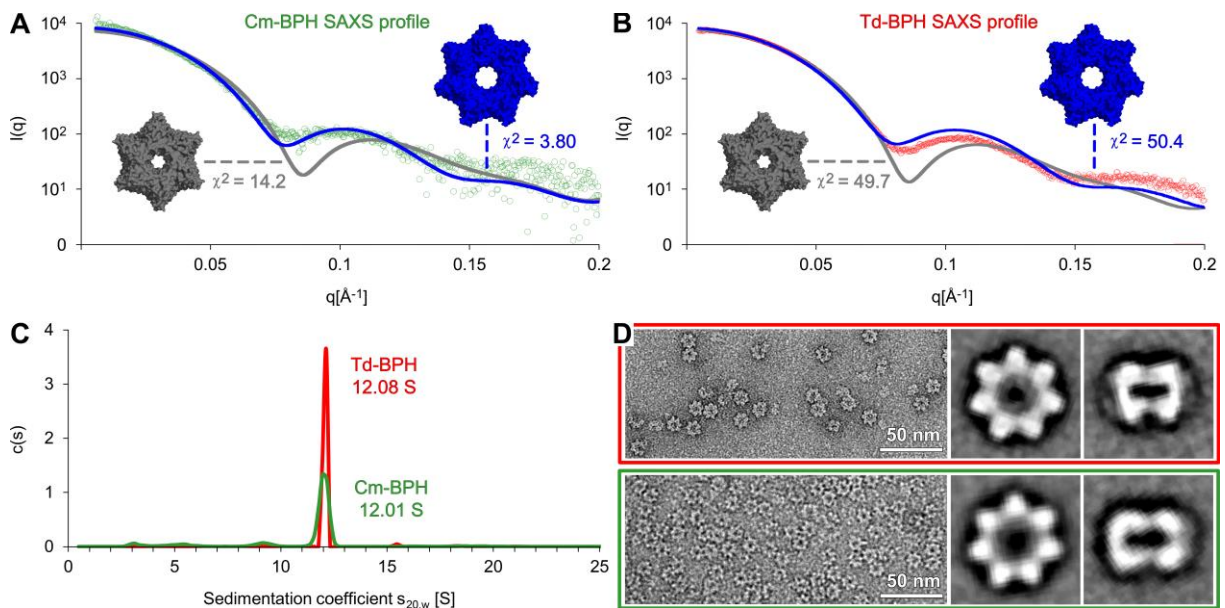 A
Cm-BPH SAXS profile
10⁴
10³
10²
10¹
0
I(q)
χ² = 14.2
χ² = 3.80
0.05
0.1
0.15
0.2
q[Å⁻¹]
B
Td-BPH SAXS profile
10⁴
10³
10²
10¹
0
I(q)
χ² = 49.7
χ² = 50.4
0.05
0.1
0.15
0.2
q[Å⁻¹]
C
4
3
2
1
0
c(s)
Td-BPH
12.08 S
Cm-BPH
12.01 S
0
5
10
15
20
25
Sedimentation coefficient s₂₀,w [S]
D
50 nm
50 nm